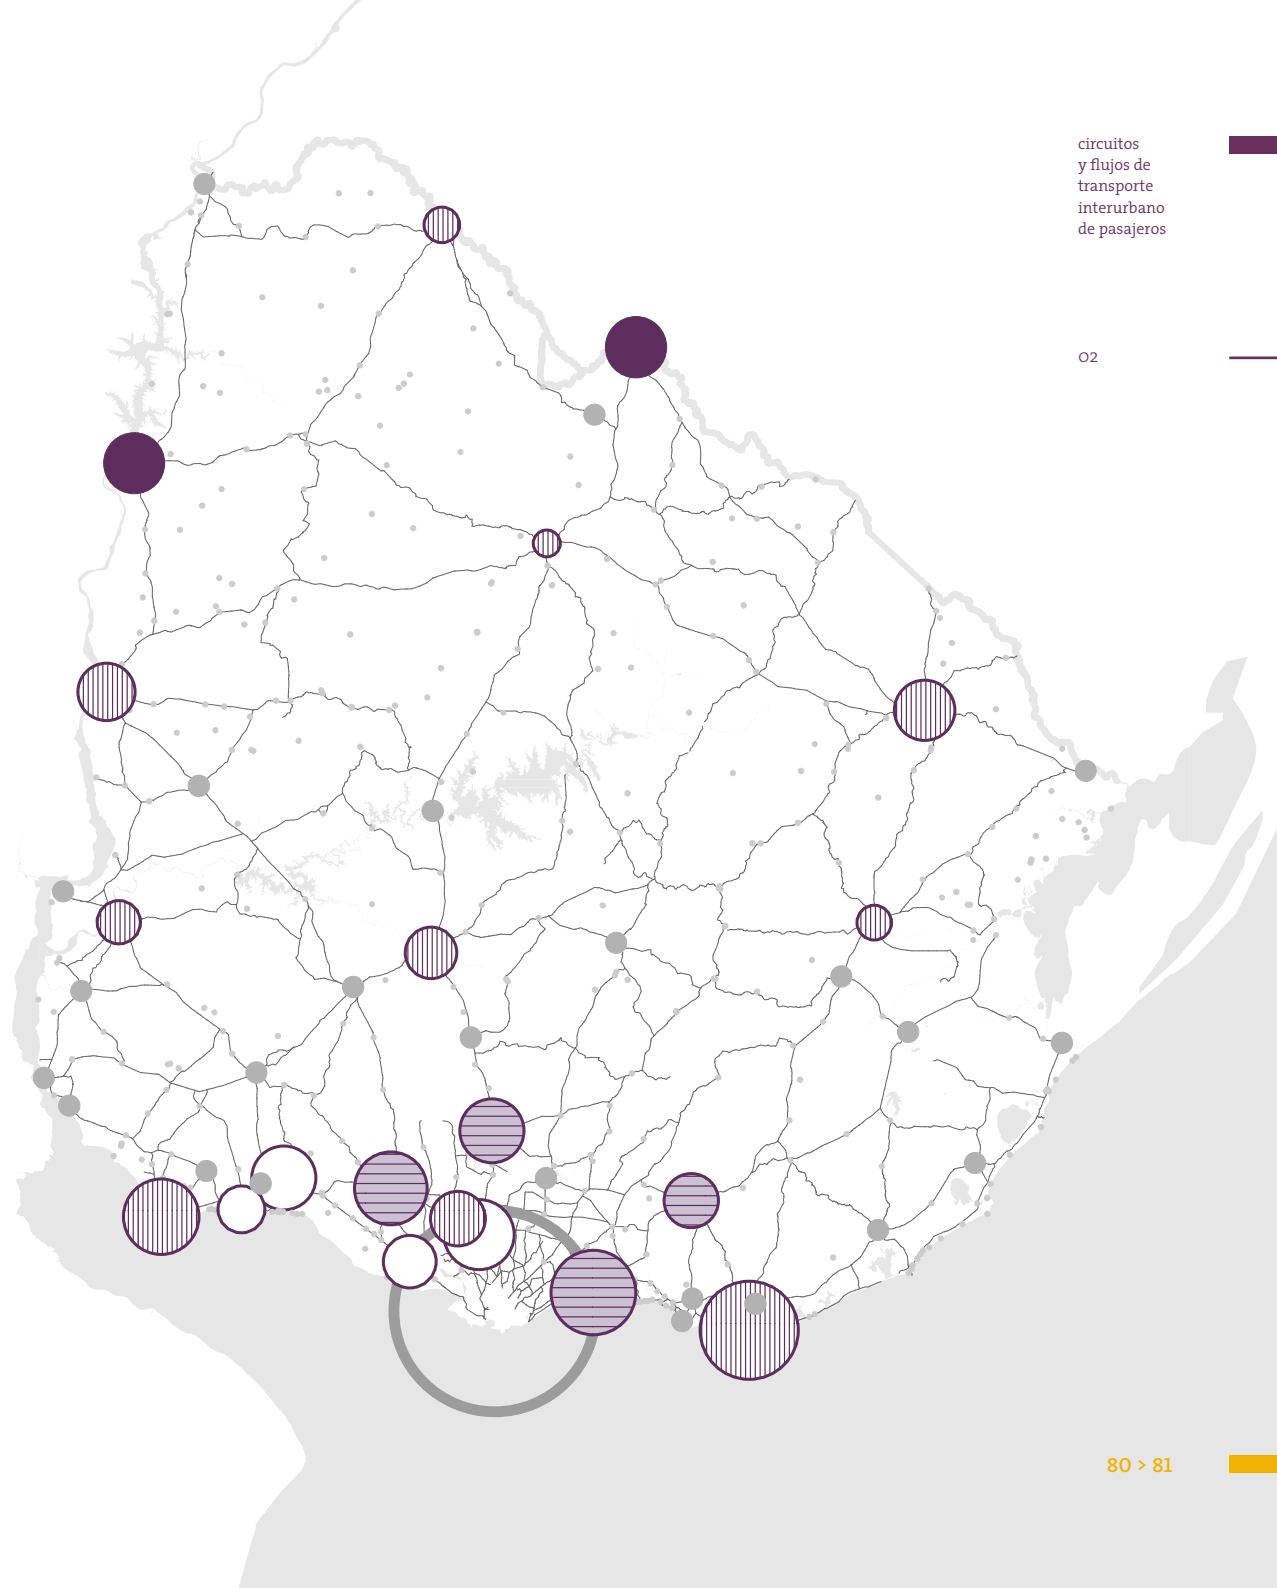 circuitos
y flujos de
transporte
interurbano
de pasajeros
02
80 > 81